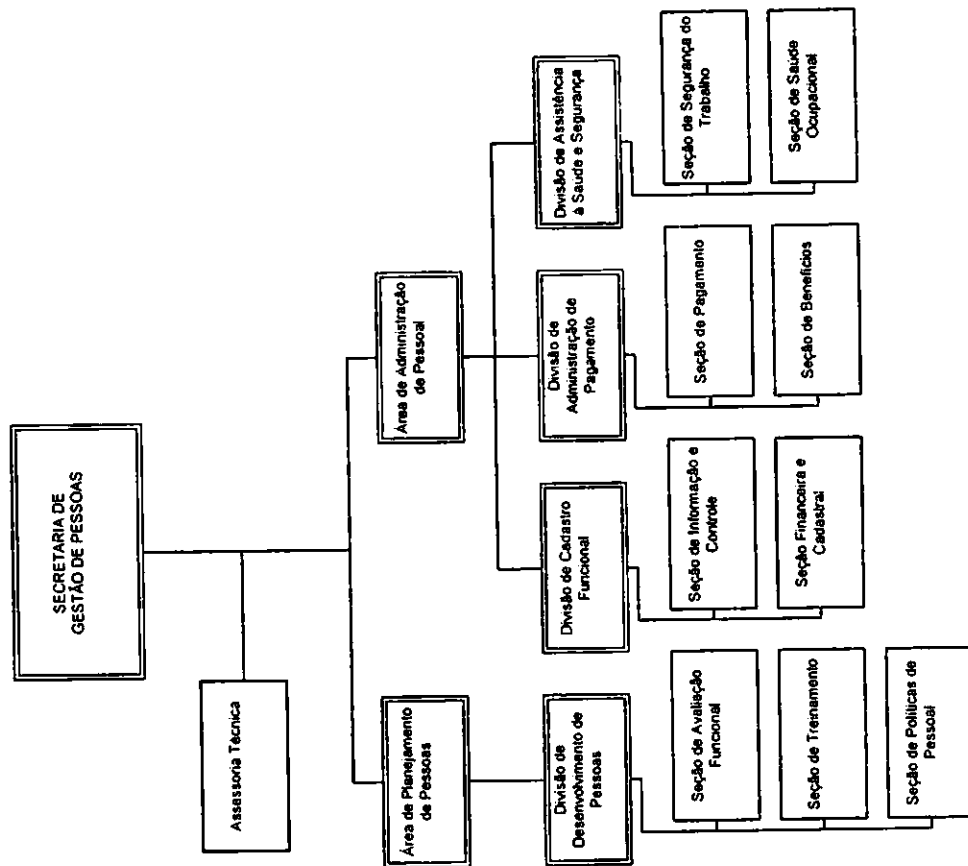 SECRETARIA DE
GESTÃO DE PESSOAS
Assessoria Técnica
Área de Planejamento
de Pessoas
Área de Administração
de Pessoal
Divisão de
Desenvolvimento de
Pessoas
Divisão de Cadastro
Funcional
Divisão de
Administração de
Pagamento
Divisão de Assistência
à Saúde e Segurança
Seção de Avaliação
Funcional
Seção de Treinamento
Seção de Políticas de
Pessoal
Seção de Informação e
Controle
Seção Financeira e
Cadastral
Seção de Pagamento
Seção de Benefícios
Seção de Segurança do
Trabalho
Seção de Saúde
Ocupacional